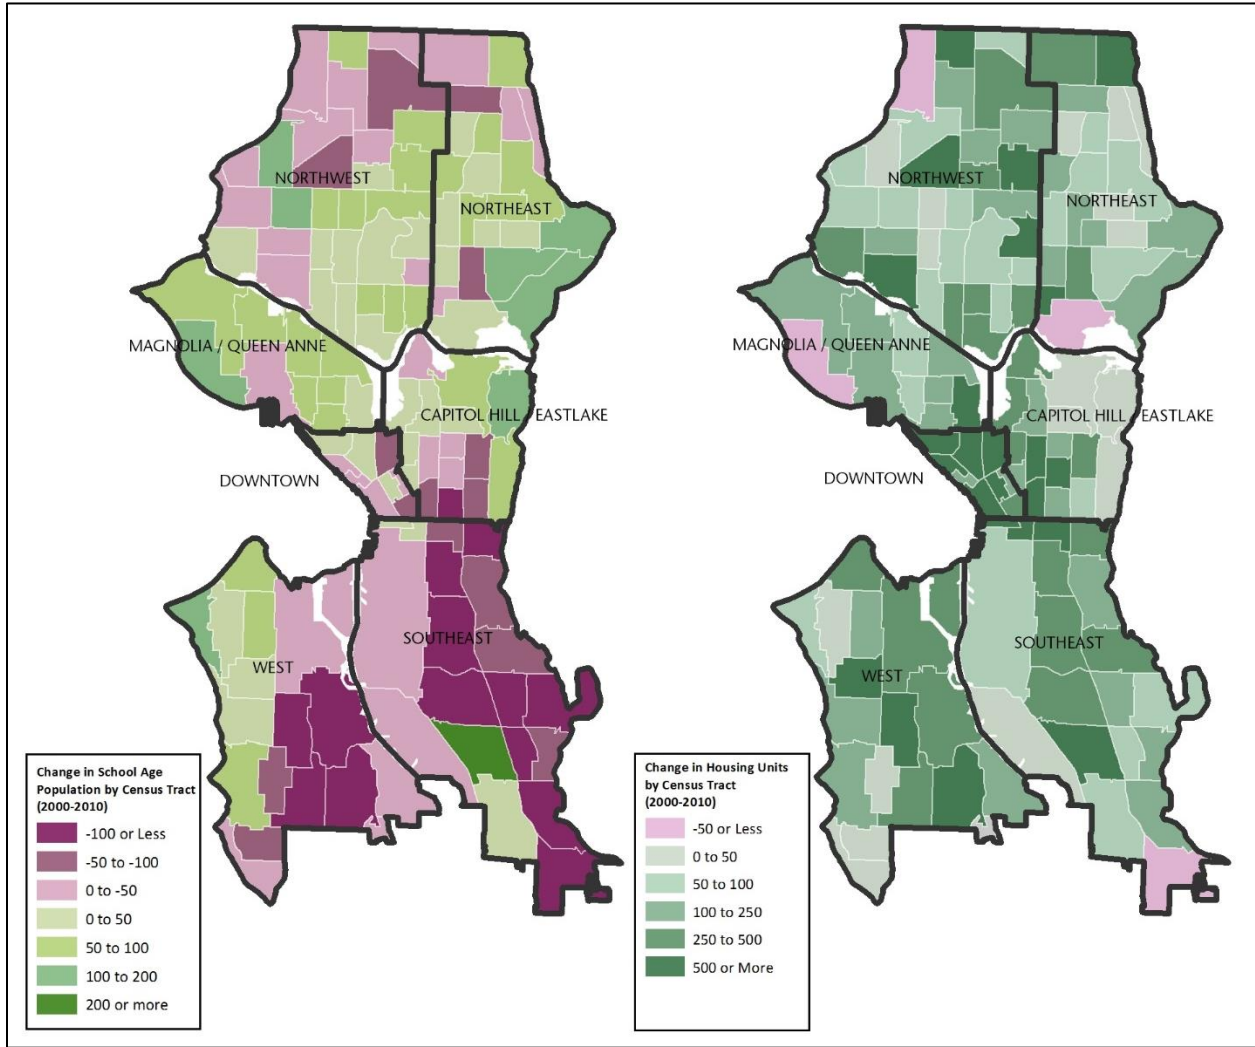 NORTHWEST
NORTHEAST
MAGNOLIA / QUEEN ANNE
CAPITOL HILL / EASTLAKE
DOWNTOWN
SOUTHEAST
WEST
Change in School Age
Population by Census Tract
(2000-2010)
-100 or Less
-50 to -100
0 to -50
0 to 50
50 to 100
100 to 200
200 or more
NORTHWEST
NORTHEAST
MAGNOLIA / QUEEN ANNE
CAPITOL HILL / EASTLAKE
DOWNTOWN
SOUTHEAST
WEST
Change in Housing Units
by Census Tract
(2000-2010)
-50 or Less
0 to 50
50 to 100
100 to 250
250 to 500
500 or More